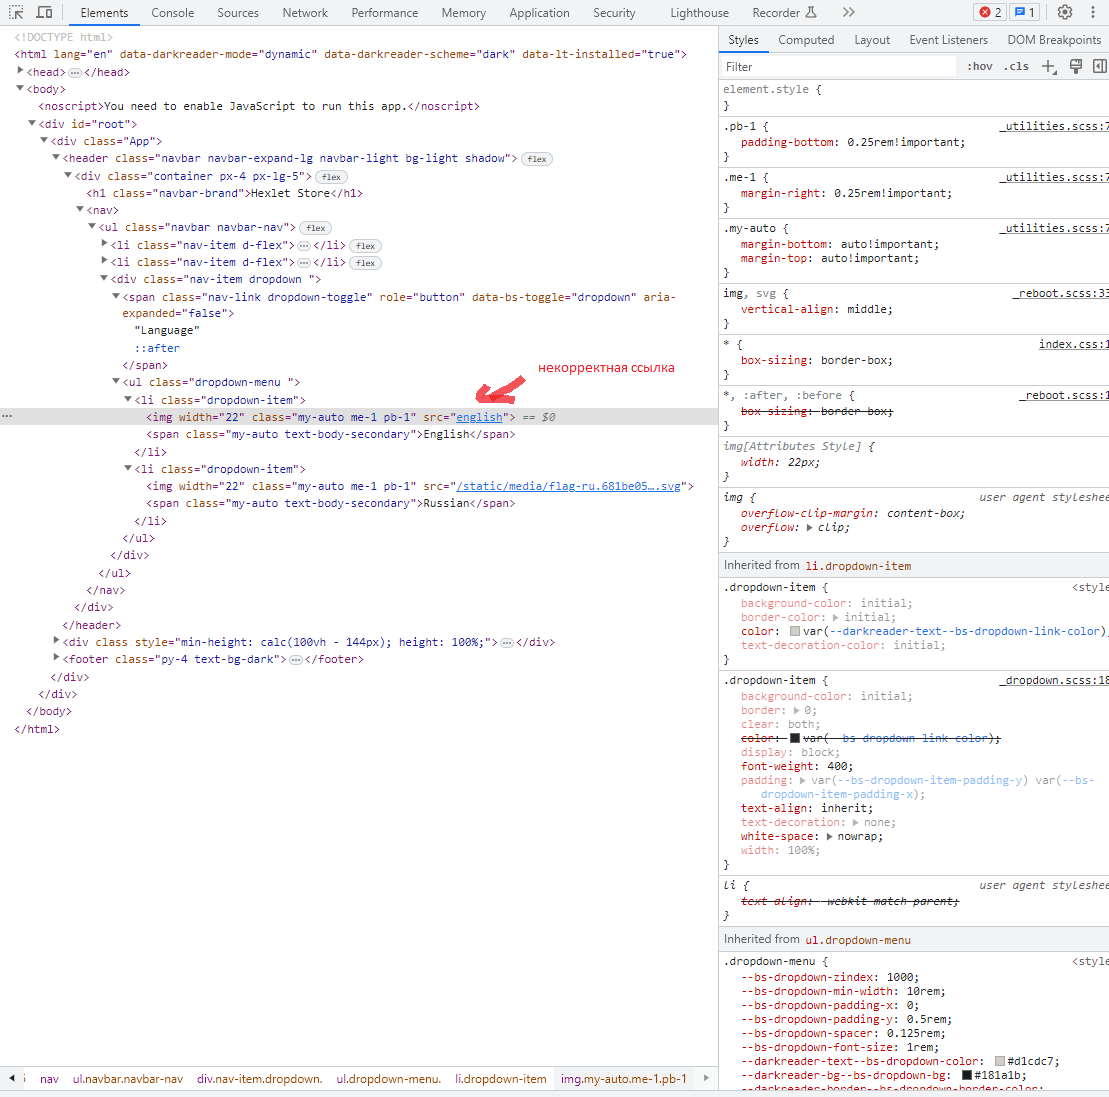 Elements Console Sources Network Performance Memory Application Security Lighthouse Recorder 2 1
<!DOCTYPE html>
<html lang="en" data-darkreader-mode="dynamic" data-darkreader-scheme="dark" data-lt-installed="true">
<head>…</head>
<body>
<noscript>You need to enable JavaScript to run this app.</noscript>
<div id="root">
<div class="App">
<header class="navbar navbar-expand-lg navbar-light bg-light shadow"> flex
<div class="container px-4 px-lg-5"> flex
<h1 class="navbar-brand">Hexlet Store</h1>
<nav>
<ul class="navbar navbar-nav"> flex
<li class="nav-item d-flex">…</li> flex
<li class="nav-item d-flex">…</li> flex
<div class="nav-item dropdown ">
<span class="nav-link dropdown-toggle" role="button" data-bs-toggle="dropdown" aria-
expanded="false">
"Language"
::after
</span>
некорректная ссылка
<ul class="dropdown-menu ">
<li class="dropdown-item">
… <img width="22" class="my-auto me-1 pb-1" src="english"> == $0
<span class="my-auto text-body-secondary">English</span>
</li>
<li class="dropdown-item">
<img width="22" class="my-auto me-1 pb-1" src="/static/media/flag-ru.681be05….svg">
<span class="my-auto text-body-secondary">Russian</span>
</li>
</ul>
</div>
</ul>
</nav>
</div>
</header>
<div class style="min-height: calc(100vh - 144px); height: 100%;">…</div>
<footer class="py-4 text-bg-dark">…</footer>
</div>
</div>
</body>
</html>
nav ul.navbar.navbar-nav div.nav-item.dropdown. ul.dropdown-menu. li.dropdown-item img.my-auto.me-1.pb-1
Styles Computed Layout Event Listeners DOM Breakpoints
Filter :hov .cls
element.style {
}
.pb-1 { _utilities.scss:7
padding-bottom: 0.25rem!important;
}
.me-1 { _utilities.scss:7
margin-right: 0.25rem!important;
}
.my-auto { _utilities.scss:7
margin-bottom: auto!important;
margin-top: auto!important;
}
img, svg { _reboot.scss:33
vertical-align: middle;
}
* { index.css:1
box-sizing: border-box;
}
*, :after, :before { _reboot.scss:1
box-sizing: border-box;
}
img[Attributes Style] {
width: 22px;
}
img { user agent styleshee
overflow-clip-margin: content-box;
overflow: clip;
}
Inherited from li.dropdown-item
.dropdown-item { <style
background-color: initial;
border-color: initial;
color: var(--darkreader-text--bs-dropdown-link-color);
text-decoration-color: initial;
}
.dropdown-item { _dropdown.scss:18
background-color: initial;
border: 0;
clear: both;
color: var(--bs-dropdown-link-color);
display: block;
font-weight: 400;
padding: var(--bs-dropdown-item-padding-y) var(--bs-
dropdown-item-padding-x);
text-align: inherit;
text-decoration: none;
white-space: nowrap;
width: 100%;
}
li { user agent styleshee
text-align: -webkit-match-parent;
}
Inherited from ul.dropdown-menu
.dropdown-menu { <style
--bs-dropdown-zindex: 1000;
--bs-dropdown-min-width: 10rem;
--bs-dropdown-padding-x: 0;
--bs-dropdown-padding-y: 0.5rem;
--bs-dropdown-spacer: 0.125rem;
--bs-dropdown-font-size: 1rem;
--darkreader-text--bs-dropdown-color: #d1cdc7;
--darkreader-bg--bs-dropdown-bg: #181a1b;
--darkreader-border--bs-dropdown-border-color: